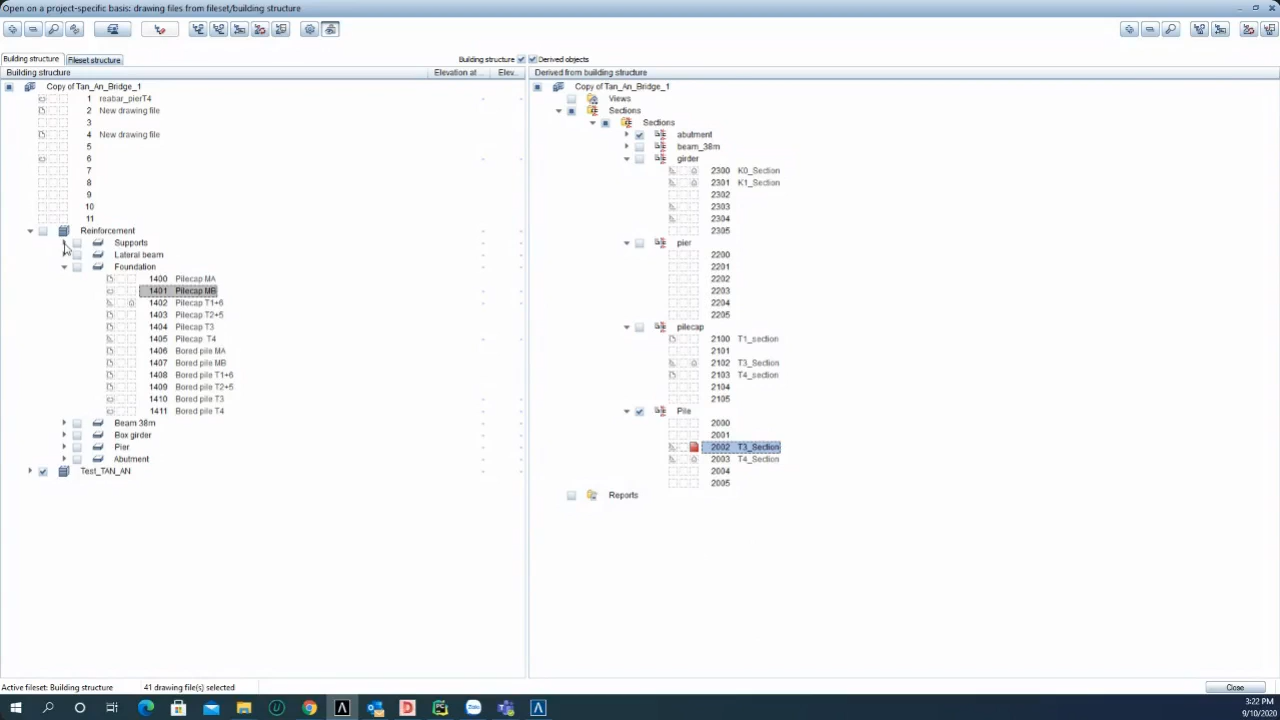 Open on a project-specific basis: drawing files from fileset/building structure
Building structure Fileset structure Building structure Derived objects
Building structure Elevation at ... Elev... Derived from building structure
Copy of Tan_An_Bridge_1
1 reabar_pierT4
2 New drawing file
3
4 New drawing file
5
6
7
8
9
10
11
Reinforcement
Supports
Lateral beam
Foundation
1400 Pilecap MA
1401 Pilecap MB
1402 Pilecap T1+6
1403 Pilecap T2+5
1404 Pilecap T3
1405 Pilecap T4
1406 Bored pile MA
1407 Bored pile MB
1408 Bored pile T1+6
1409 Bored pile T2+5
1410 Bored pile T3
1411 Bored pile T4
Beam 38m
Box girder
Pier
Abutment
Test_TAN_AN
Copy of Tan_An_Bridge_1
Views
Sections
Sections
abutment
beam_38m
girder
2300 K0_Section
2301 K1_Section
2302
2303
2304
2305
pier
2200
2201
2202
2203
2204
2205
pilecap
2100 T1_section
2101
2102 T3_Section
2103 T4_section
2104
2105
Pile
2000
2001
2002 T3_Section
2003 T4_Section
2004
2005
Reports
Active fileset: Building structure 41 drawing file(s) selected Close
3:22 PM
9/10/2020